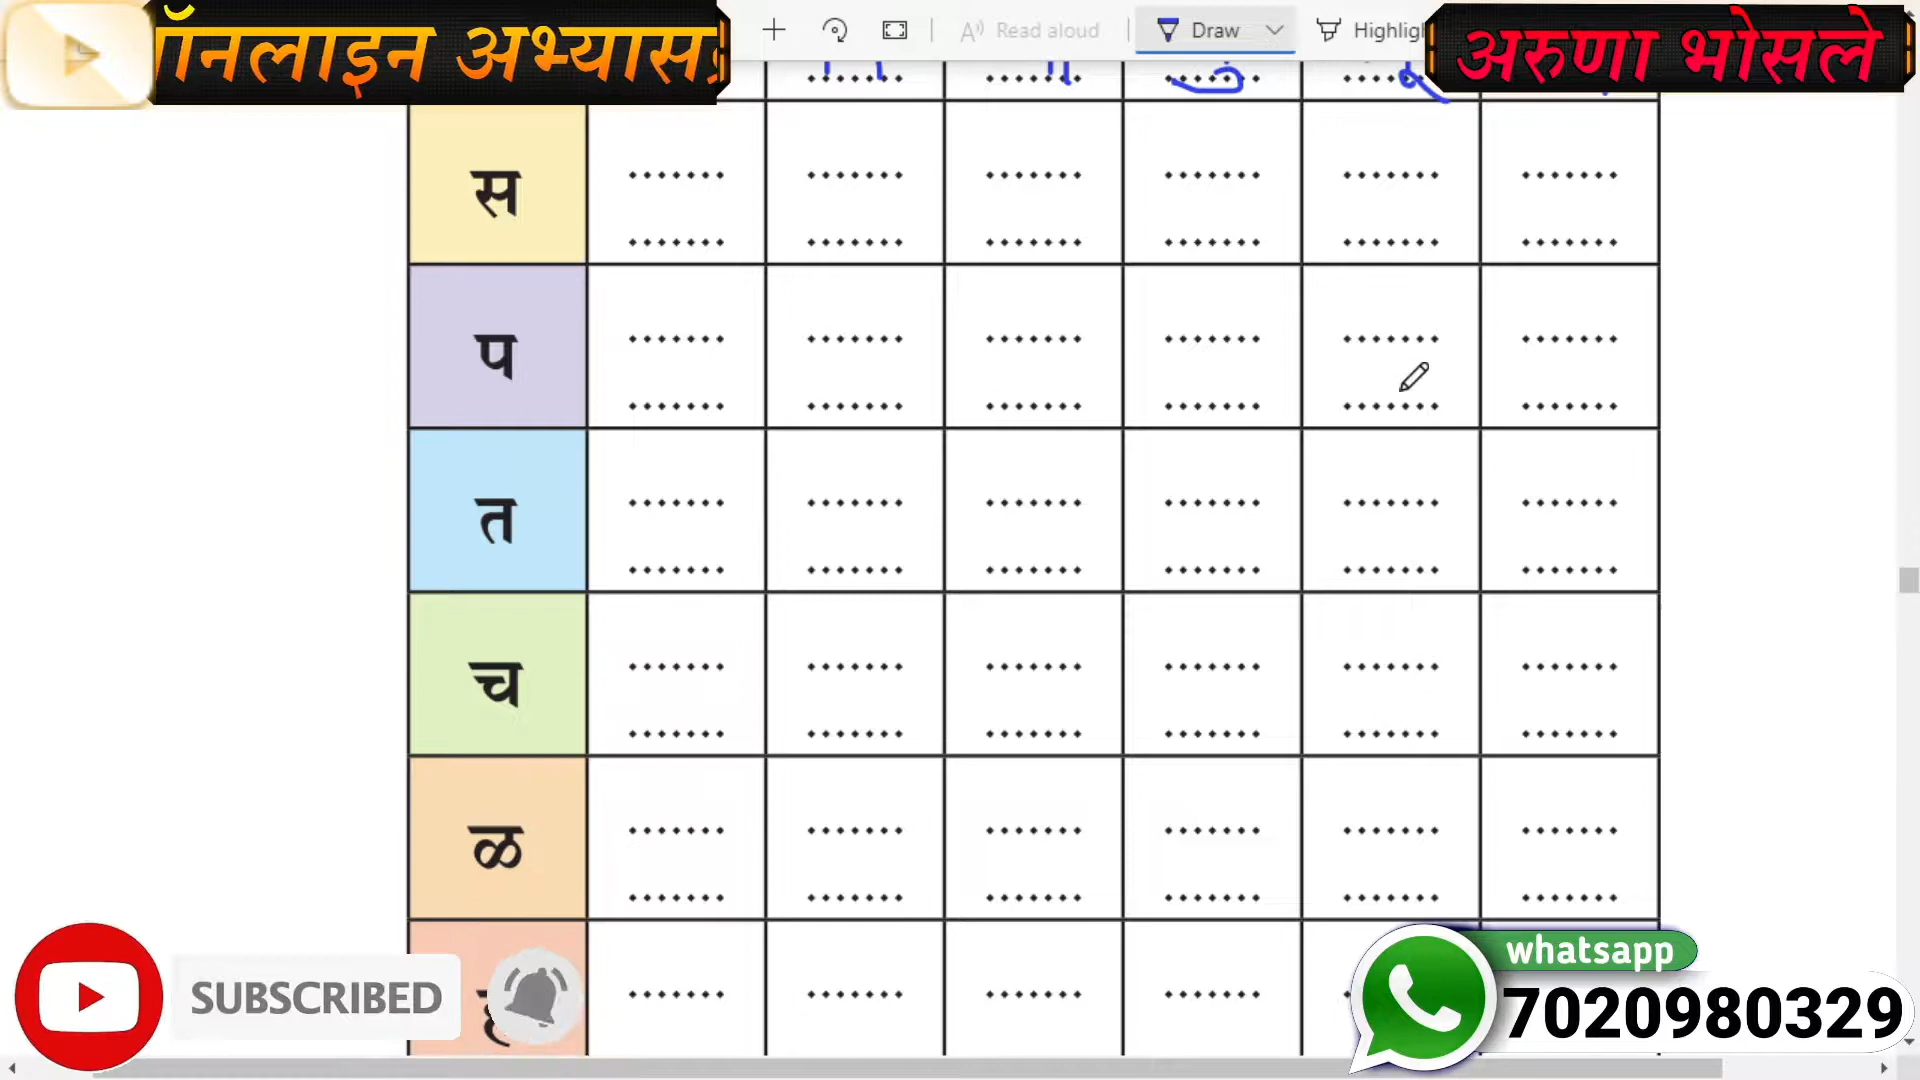 ऑनलाइन अभ्यास
Read aloud
Draw
Highlig
अरुणा भोसले
स
प
त
च
ळ
SUBSCRIBED
whatsapp
7020980329